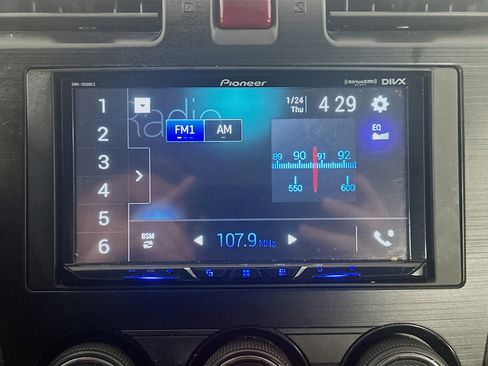 Pioneer
((SiriusXM)) DIVX
Radio
1/24
Thu
4 29
FM1 AM
EQ
1
2
3
4
5
6
89 90 91 92
550 600
BSM
107.9 MHz